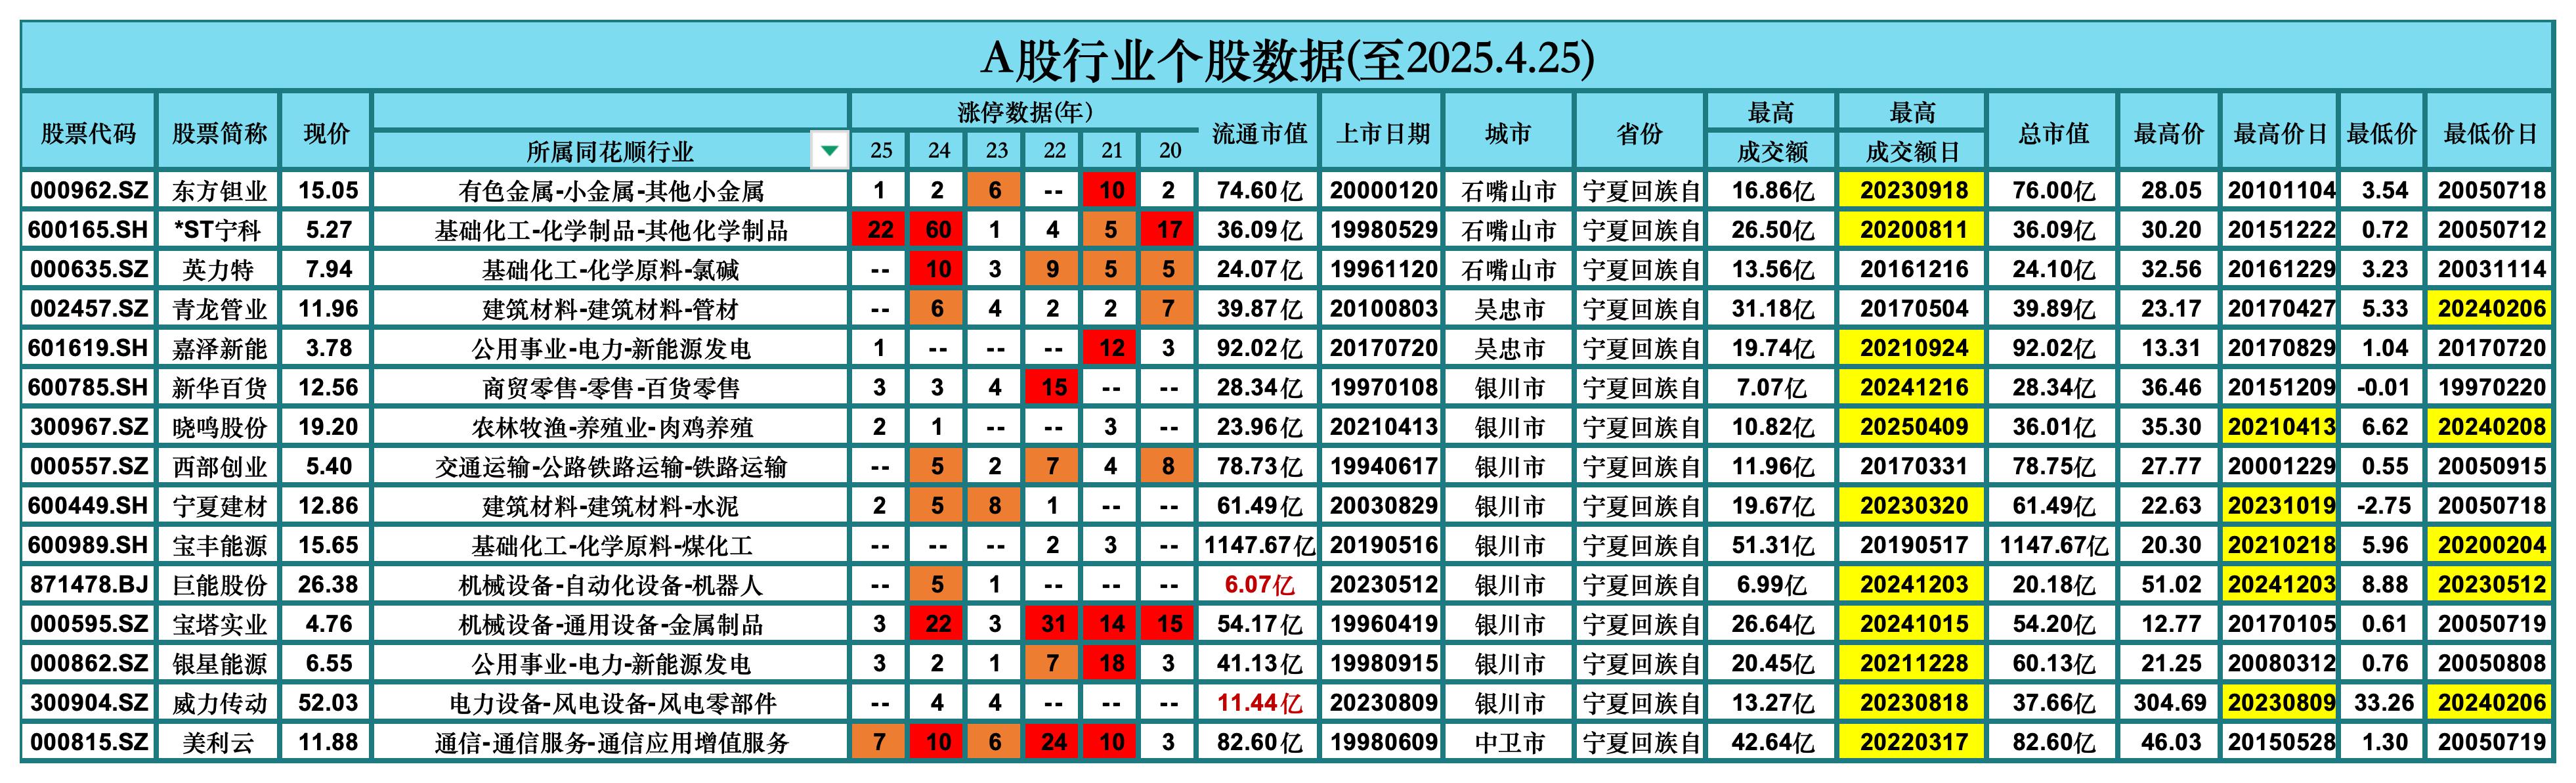 A股行业个股数据(至2025.4.25)
股票代码 股票简称 现价 所属同花顺行业 涨停数据(年) 流通市值 上市日期 城市 省份 最高 最高 总市值 最高价 最高价日 最低价 最低价日
25 24 23 22 21 20 成交额 成交额日
000962.SZ 东方钽业 15.05 有色金属-小金属-其他小金属 1 2 6 -- 10 2 74.60亿 20000120 石嘴山市 宁夏回族自 16.86亿 20230918 76.00亿 28.05 20101104 3.54 20050718
600165.SH *ST宁科 5.27 基础化工-化学制品-其他化学制品 22 60 1 4 5 17 36.09亿 19980529 石嘴山市 宁夏回族自 26.50亿 20200811 36.09亿 30.20 20151222 0.72 20050712
000635.SZ 英力特 7.94 基础化工-化学原料-氯碱 -- 10 3 9 5 5 24.07亿 19961120 石嘴山市 宁夏回族自 13.56亿 20161216 24.10亿 32.56 20161229 3.23 20031114
002457.SZ 青龙管业 11.96 建筑材料-建筑材料-管材 -- 6 4 2 2 7 39.87亿 20100803 吴忠市 宁夏回族自 31.18亿 20170504 39.89亿 23.17 20170427 5.33 20240206
601619.SH 嘉泽新能 3.78 公用事业-电力-新能源发电 1 -- -- -- 12 3 92.02亿 20170720 吴忠市 宁夏回族自 19.74亿 20210924 92.02亿 13.31 20170829 1.04 20170720
600785.SH 新华百货 12.56 商贸零售-零售-百货零售 3 3 4 15 -- -- 28.34亿 19970108 银川市 宁夏回族自 7.07亿 20241216 28.34亿 36.46 20151209 -0.01 19970220
300967.SZ 晓鸣股份 19.20 农林牧渔-养殖业-肉鸡养殖 2 1 -- -- 3 -- 23.96亿 20210413 银川市 宁夏回族自 10.82亿 20250409 36.01亿 35.30 20210413 6.62 20240208
000557.SZ 西部创业 5.40 交通运输-公路铁路运输-铁路运输 -- 5 2 7 4 8 78.73亿 19940617 银川市 宁夏回族自 11.96亿 20170331 78.75亿 27.77 20001229 0.55 20050915
600449.SH 宁夏建材 12.86 建筑材料-建筑材料-水泥 2 5 8 1 -- -- 61.49亿 20030829 银川市 宁夏回族自 19.67亿 20230320 61.49亿 22.63 20231019 -2.75 20050718
600989.SH 宝丰能源 15.65 基础化工-化学原料-煤化工 -- -- -- 2 3 -- 1147.67亿 20190516 银川市 宁夏回族自 51.31亿 20190517 1147.67亿 20.30 20210218 5.96 20200204
871478.BJ 巨能股份 26.38 机械设备-自动化设备-机器人 -- 5 1 -- -- -- 6.07亿 20230512 银川市 宁夏回族自 6.99亿 20241203 20.18亿 51.02 20241203 8.88 20230512
000595.SZ 宝塔实业 4.76 机械设备-通用设备-金属制品 3 22 3 31 14 15 54.17亿 19960419 银川市 宁夏回族自 26.64亿 20241015 54.20亿 12.77 20170105 0.61 20050719
000862.SZ 银星能源 6.55 公用事业-电力-新能源发电 3 2 1 7 18 3 41.13亿 19980915 银川市 宁夏回族自 20.45亿 20211228 60.13亿 21.25 20080312 0.76 20050808
300904.SZ 威力传动 52.03 电力设备-风电设备-风电零部件 -- 4 4 -- -- -- 11.44亿 20230809 银川市 宁夏回族自 13.27亿 20230818 37.66亿 304.69 20230809 33.26 20240206
000815.SZ 美利云 11.88 通信-通信服务-通信应用增值服务 7 10 6 24 10 3 82.60亿 19980609 中卫市 宁夏回族自 42.64亿 20220317 82.60亿 46.03 20150528 1.30 20050719